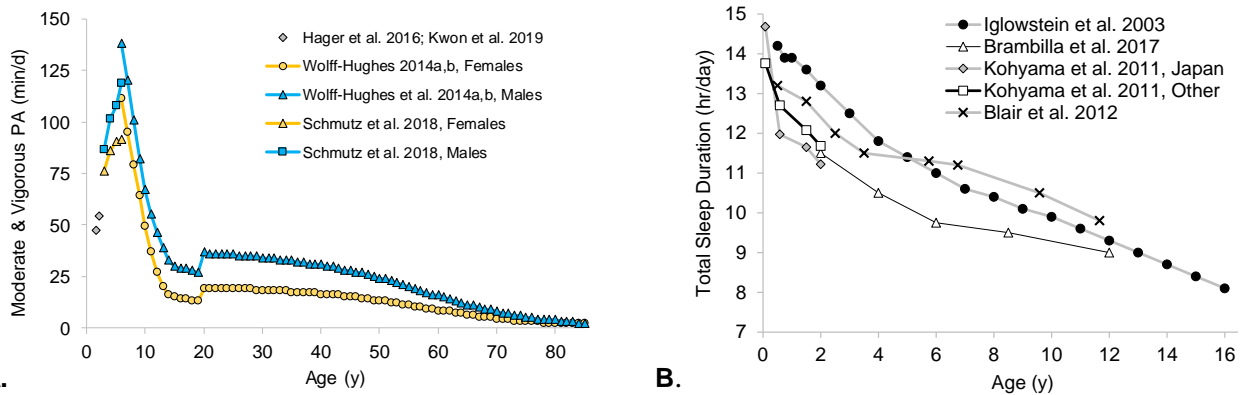 150
125
100
75
50
25
0
Moderate & Vigorous PA (min/d)
Hager et al. 2016; Kwon et al. 2019
Wolff-Hughes 2014a,b, Females
Wolff-Hughes et al. 2014a,b, Males
Schmutz et al. 2018, Females
Schmutz et al. 2018, Males
0 10 20 30 40 50 60 70 80
Age (y)
15
14
13
12
11
10
9
8
7
Total Sleep Duration (hr/day)
Iglowstein et al. 2003
Brambilla et al. 2017
Kohyama et al. 2011, Japan
Kohyama et al. 2011, Other
Blair et al. 2012
0 2 4 6 8 10 12 14 16
Age (y)
B.